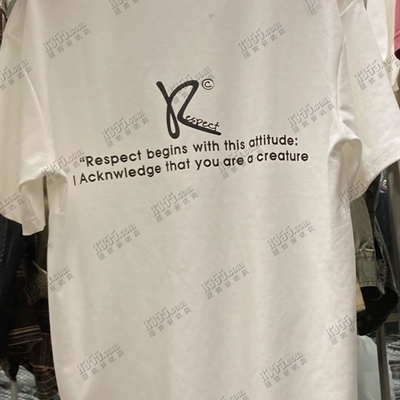 ©
Respect
“Respect begins with this attitude:
I Acknwledge that you are a creature